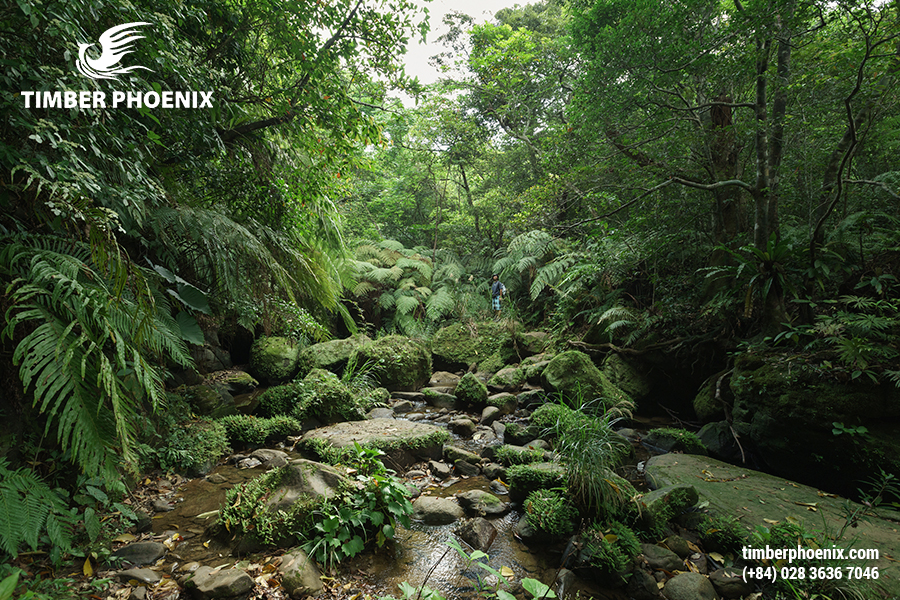 TIMBER PHOENIX
timberphoenix.com
(+84) 028 3636 7046